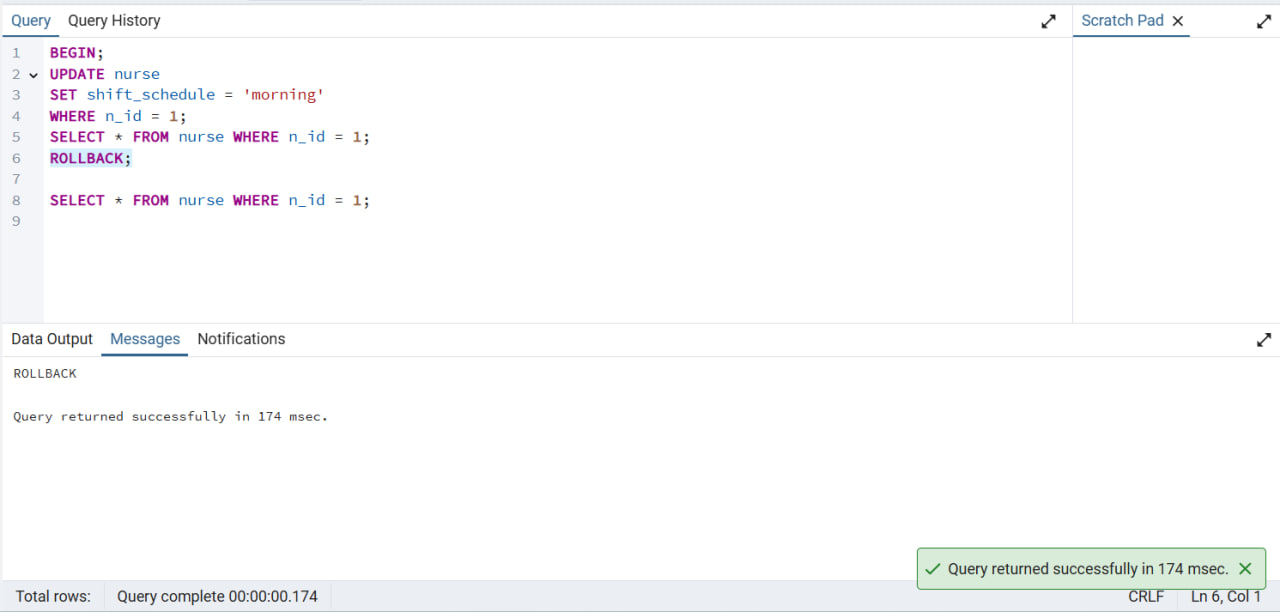 Query Query History
Scratch Pad
1 BEGIN;
2 UPDATE nurse
3 SET shift_schedule = 'morning'
4 WHERE n_id = 1;
5 SELECT * FROM nurse WHERE n_id = 1;
6 ROLLBACK;
7
8 SELECT * FROM nurse WHERE n_id = 1;
9
Data Output Messages Notifications
ROLLBACK
Query returned successfully in 174 msec.
Query returned successfully in 174 msec.
Total rows: Query complete 00:00:00.174 CRLF Ln 6, Col 1